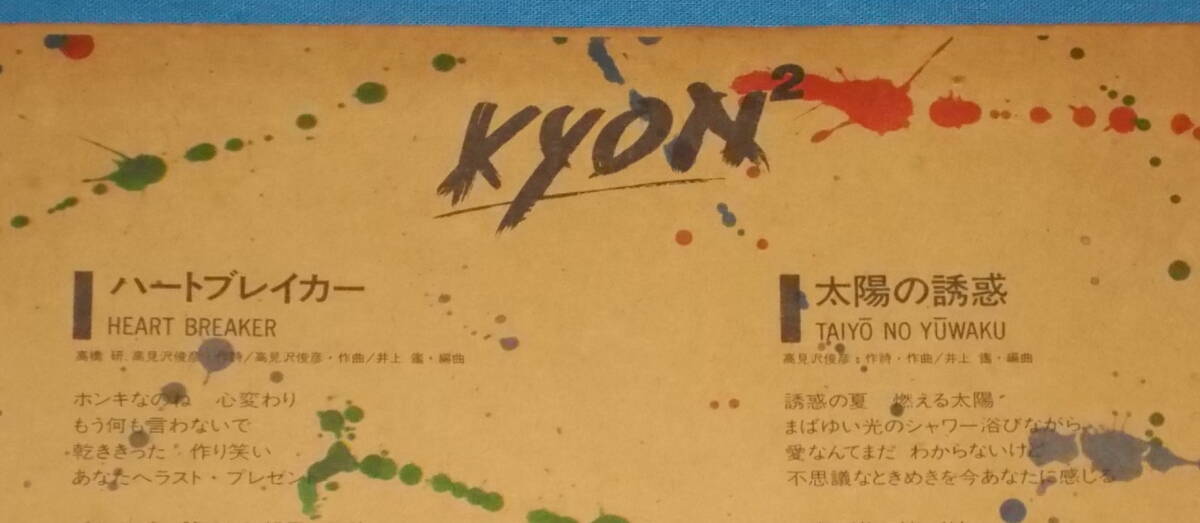 KYON²
ハートブレイカー
HEART BREAKER
高橋 研、高見沢俊彦・作詩/高見沢俊彦・作曲/井上 鑑・編曲
ホンキなのね 心変わり
もう何も言わないで
乾ききった 作り笑い
あなたへラスト・プレゼント
太陽の誘惑
TAIYŌ NO YŪWAKU
高見沢俊彦:作詩・作曲/井上 鑑・編曲
誘惑の夏 燃える太陽
まばゆい光のシャワー浴びながら
愛なんてまだ わからないけど
不思議なときめきを今あなたに感じる